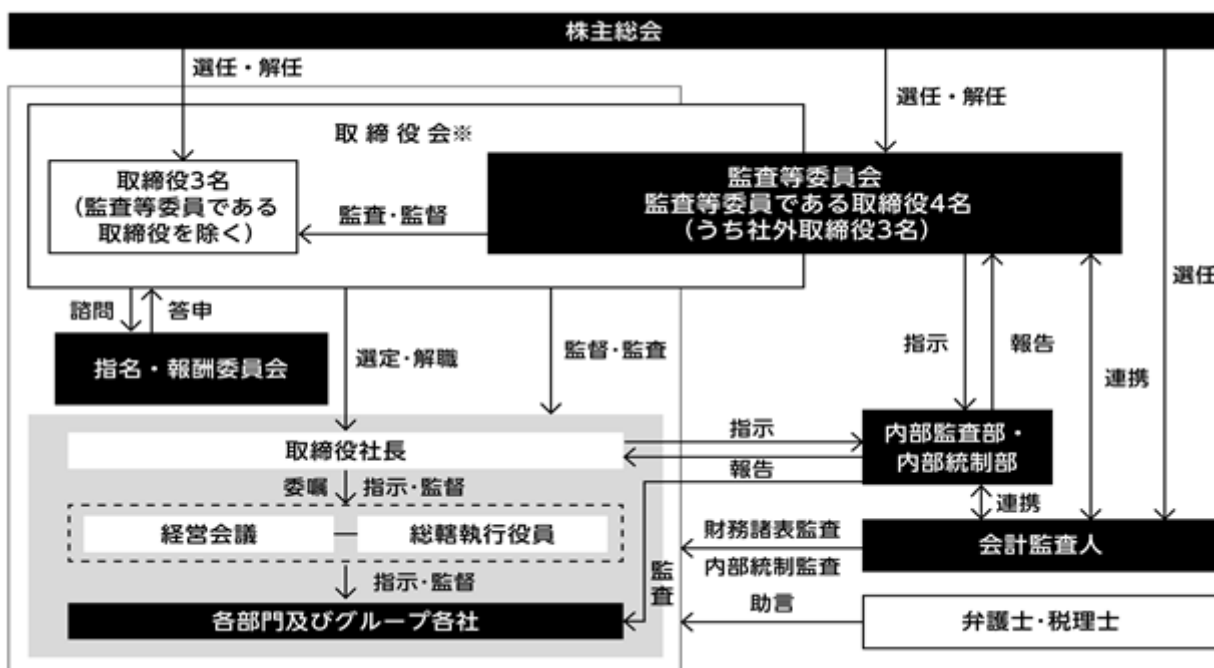 株主総会
選任・解任
選任・解任
取締役会※
取締役3名
（監査等委員である
取締役を除く）
監査・監督
監査等委員会
監査等委員である取締役4名
（うち社外取締役3名）
選任
諮問
答申
指名・報酬委員会
選定・解職
監督・監査
指示
報告
連携
取締役社長
指示
報告
内部監査部・
内部統制部
委嘱
指示・監督
経営会議
総轄執行役員
連携
財務諸表監査
内部統制監査
会計監査人
指示・監督
監査
各部門及びグループ各社
助言
弁護士・税理士